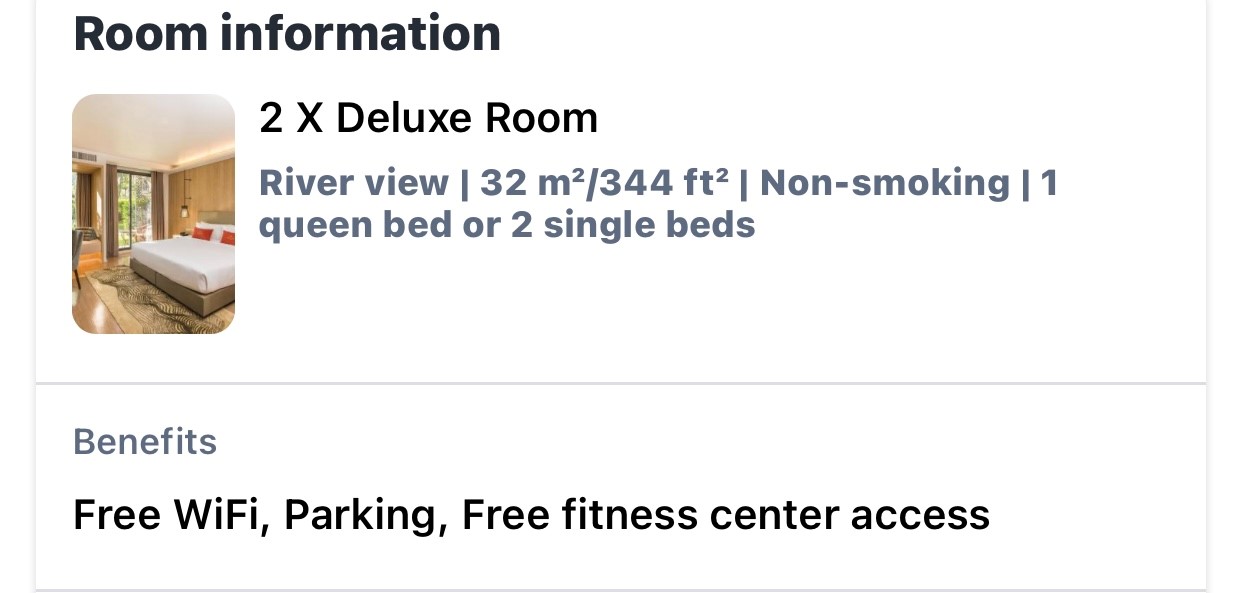 Room information
2 X Deluxe Room
River view | 32 m²/344 ft² | Non-smoking | 1
queen bed or 2 single beds
Benefits
Free WiFi, Parking, Free fitness center access